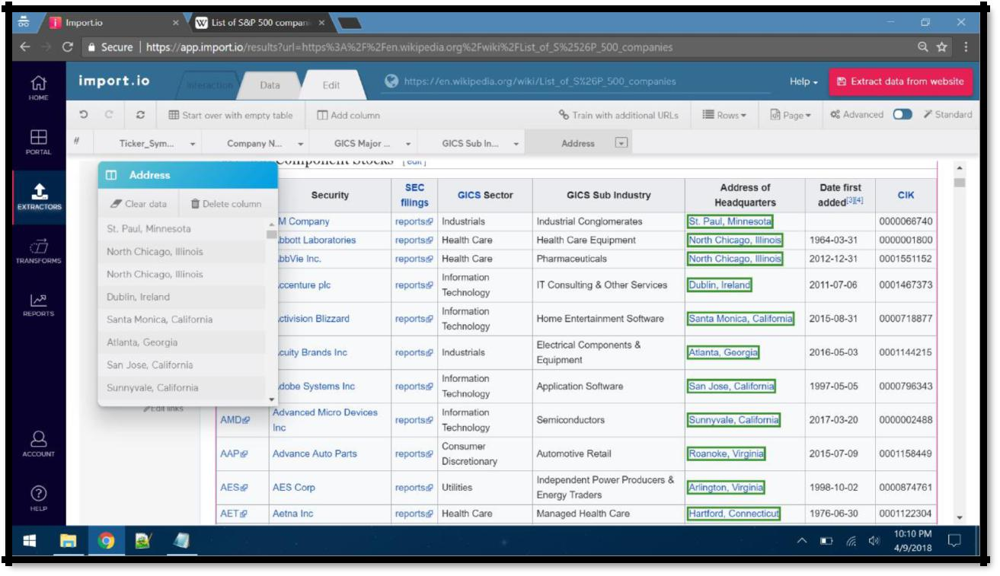 Import.io
List of S&P 500 compan
Secure | https://app.import.io/results?url=https%3A%2F%2Fen.wikipedia.org%2Fwiki%2FList_of_S%2526P_500_companies
import.io
Interaction
Data
Edit
https://en.wikipedia.org/wiki/List_of_S%26P_500_companies
Help
Extract data from website
Start over with empty table
Add column
Train with additional URLs
Rows
Page
Advanced
Standard
# Ticker_Sym... Company N... GICS Major ... GICS Sub In... Address
HOME
PORTAL
EXTRACTORS
TRANSFORMS
REPORTS
ACCOUNT
HELP
Component Stocks [edit]
Address
Clear data
Delete column
St. Paul, Minnesota
North Chicago, Illinois
North Chicago, Illinois
Dublin, Ireland
Santa Monica, California
Atlanta, Georgia
San Jose, California
Sunnyvale, California
Edit links
Security SEC filings GICS Sector GICS Sub Industry Address of Headquarters Date first added[3][4] CIK
M Company reports Industrials Industrial Conglomerates St. Paul, Minnesota 0000066740
bbott Laboratories reports Health Care Health Care Equipment North Chicago, Illinois 1964-03-31 0000001800
bbVie Inc. reports Health Care Pharmaceuticals North Chicago, Illinois 2012-12-31 0001551152
ccenture plc reports Information Technology IT Consulting & Other Services Dublin, Ireland 2011-07-06 0001467373
ctivision Blizzard reports Information Technology Home Entertainment Software Santa Monica, California 2015-08-31 0000718877
cuity Brands Inc reports Industrials Electrical Components & Equipment Atlanta, Georgia 2016-05-03 0001144215
dobe Systems Inc reports Information Technology Application Software San Jose, California 1997-05-05 0000796343
AMD Advanced Micro Devices Inc reports Information Technology Semiconductors Sunnyvale, California 2017-03-20 0000002488
AAP Advance Auto Parts reports Consumer Discretionary Automotive Retail Roanoke, Virginia 2015-07-09 0001158449
AES AES Corp reports Utilities Independent Power Producers & Energy Traders Arlington, Virginia 1998-10-02 0000874761
AET Aetna Inc reports Health Care Managed Health Care Hartford, Connecticut 1976-06-30 0001122304
10:10 PM
4/9/2018